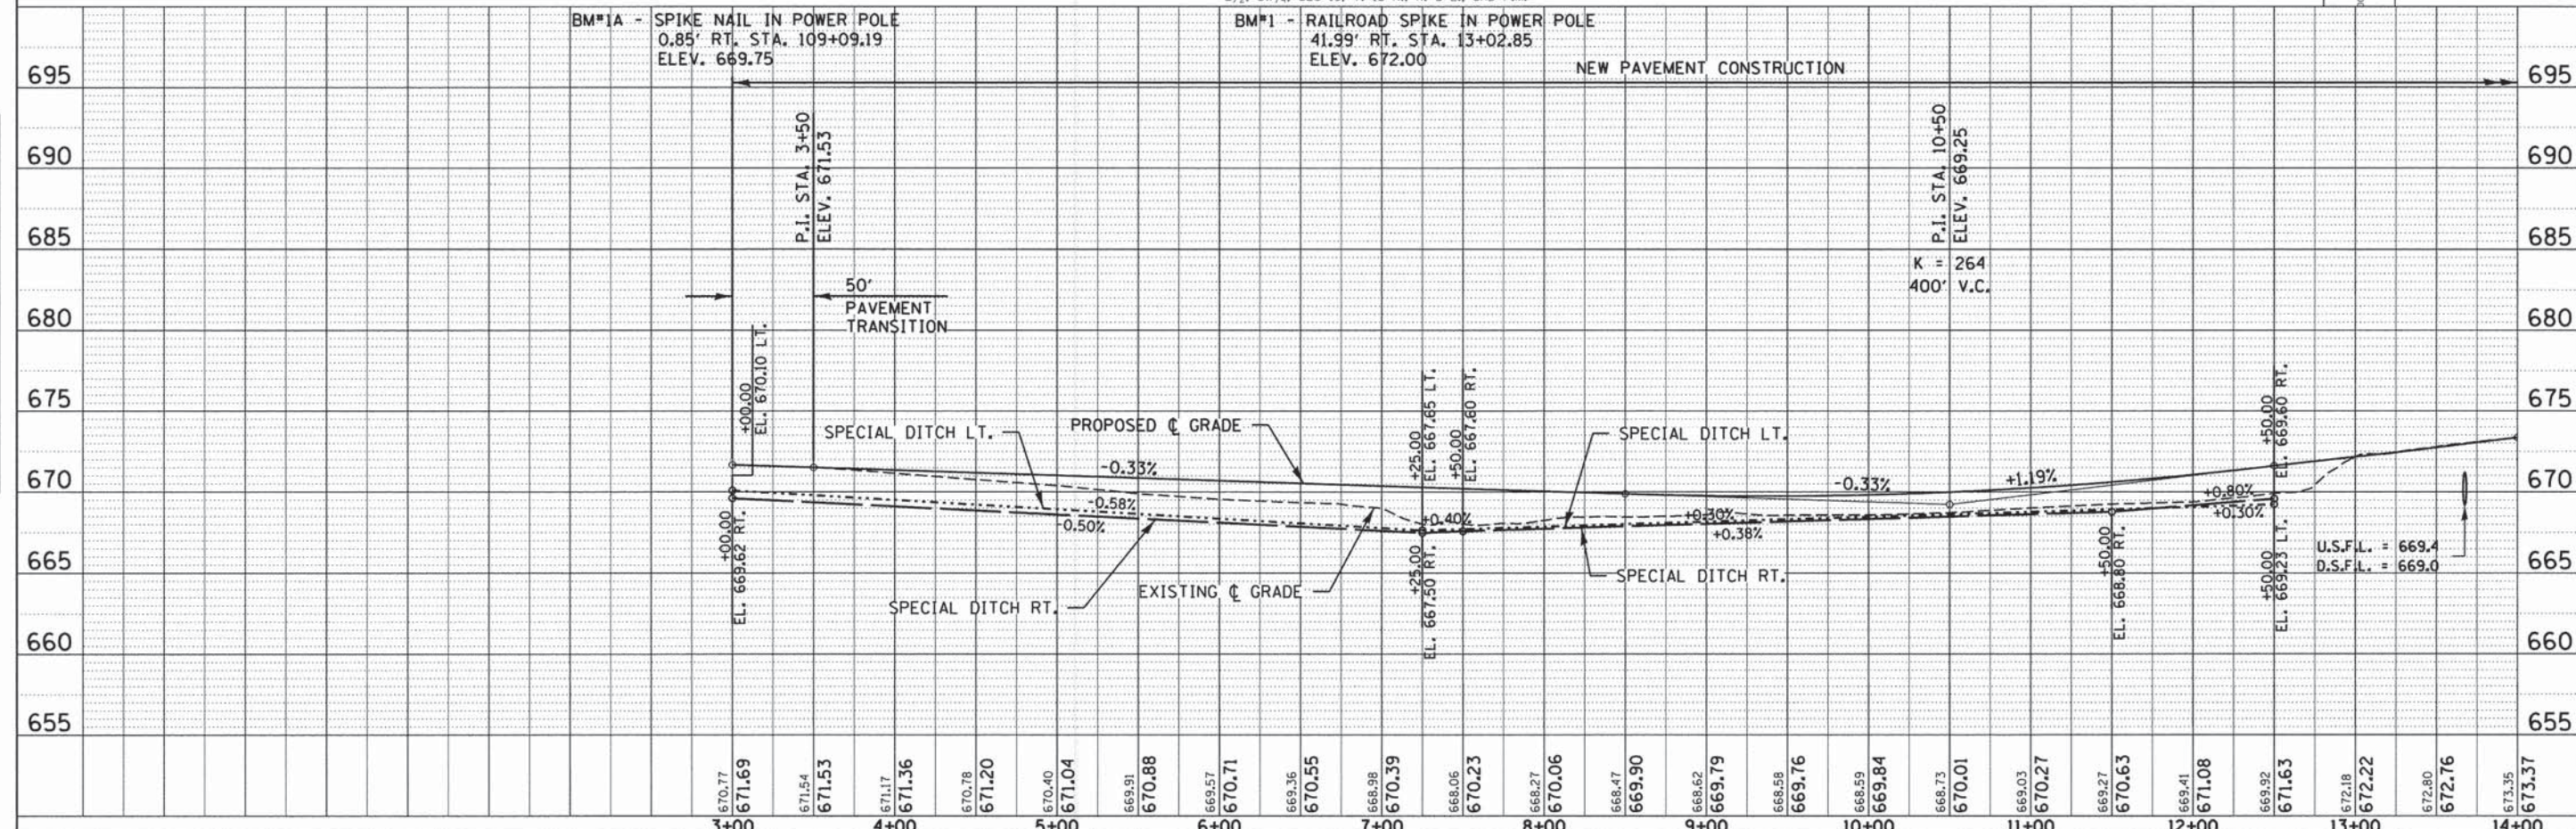 BM#1A - SPIKE NAIL IN POWER POLE
0.85' RT. STA. 109+09.19
ELEV. 669.75
BM#1 - RAILROAD SPIKE IN POWER POLE
41.99' RT. STA. 13+02.85
ELEV. 672.00
NEW PAVEMENT CONSTRUCTION
695 695
690 690
685 685
680 680
675 675
670 670
665 665
660 660
655 655
P.I. STA. 3+50
ELEV. 671.53
50'
PAVEMENT
TRANSITION
P.I. STA. 10+50
ELEV. 669.25
K = 264
400' V.C.
+00.00
EL. 670.10 LT.
SPECIAL DITCH LT.
PROPOSED ℄ GRADE
+25.00
EL. 667.65 LT.
+50.00
EL. 667.60 RT.
SPECIAL DITCH LT.
+50.00
EL. 669.60 RT.
-0.33%
-0.33%
+1.19%
-0.58%
-0.50%
+0.40%
+0.30%
+0.38%
+0.80%
+0.30%
+00.00
EL. 669.62 RT.
SPECIAL DITCH RT.
EXISTING ℄ GRADE
+25.00
EL. 667.50 RT.
SPECIAL DITCH RT.
+50.00
EL. 668.80 RT.
+50.00
EL. 669.23 LT.
U.S.F.L. = 669.4
D.S.F.L. = 669.0
670.77 671.54 671.17 670.78 670.40 669.91 669.57 669.36 668.98 668.06 668.27 668.47 668.62 668.58 668.59 668.73 669.03 669.27 669.41 669.92 672.18 672.80 673.35
671.69 671.53 671.36 671.20 671.04 670.88 670.71 670.55 670.39 670.23 670.06 669.90 669.79 669.76 669.84 670.01 670.27 670.63 671.08 671.63 672.22 672.76 673.37
3+00 4+00 5+00 6+00 7+00 8+00 9+00 10+00 11+00 12+00 13+00 14+00